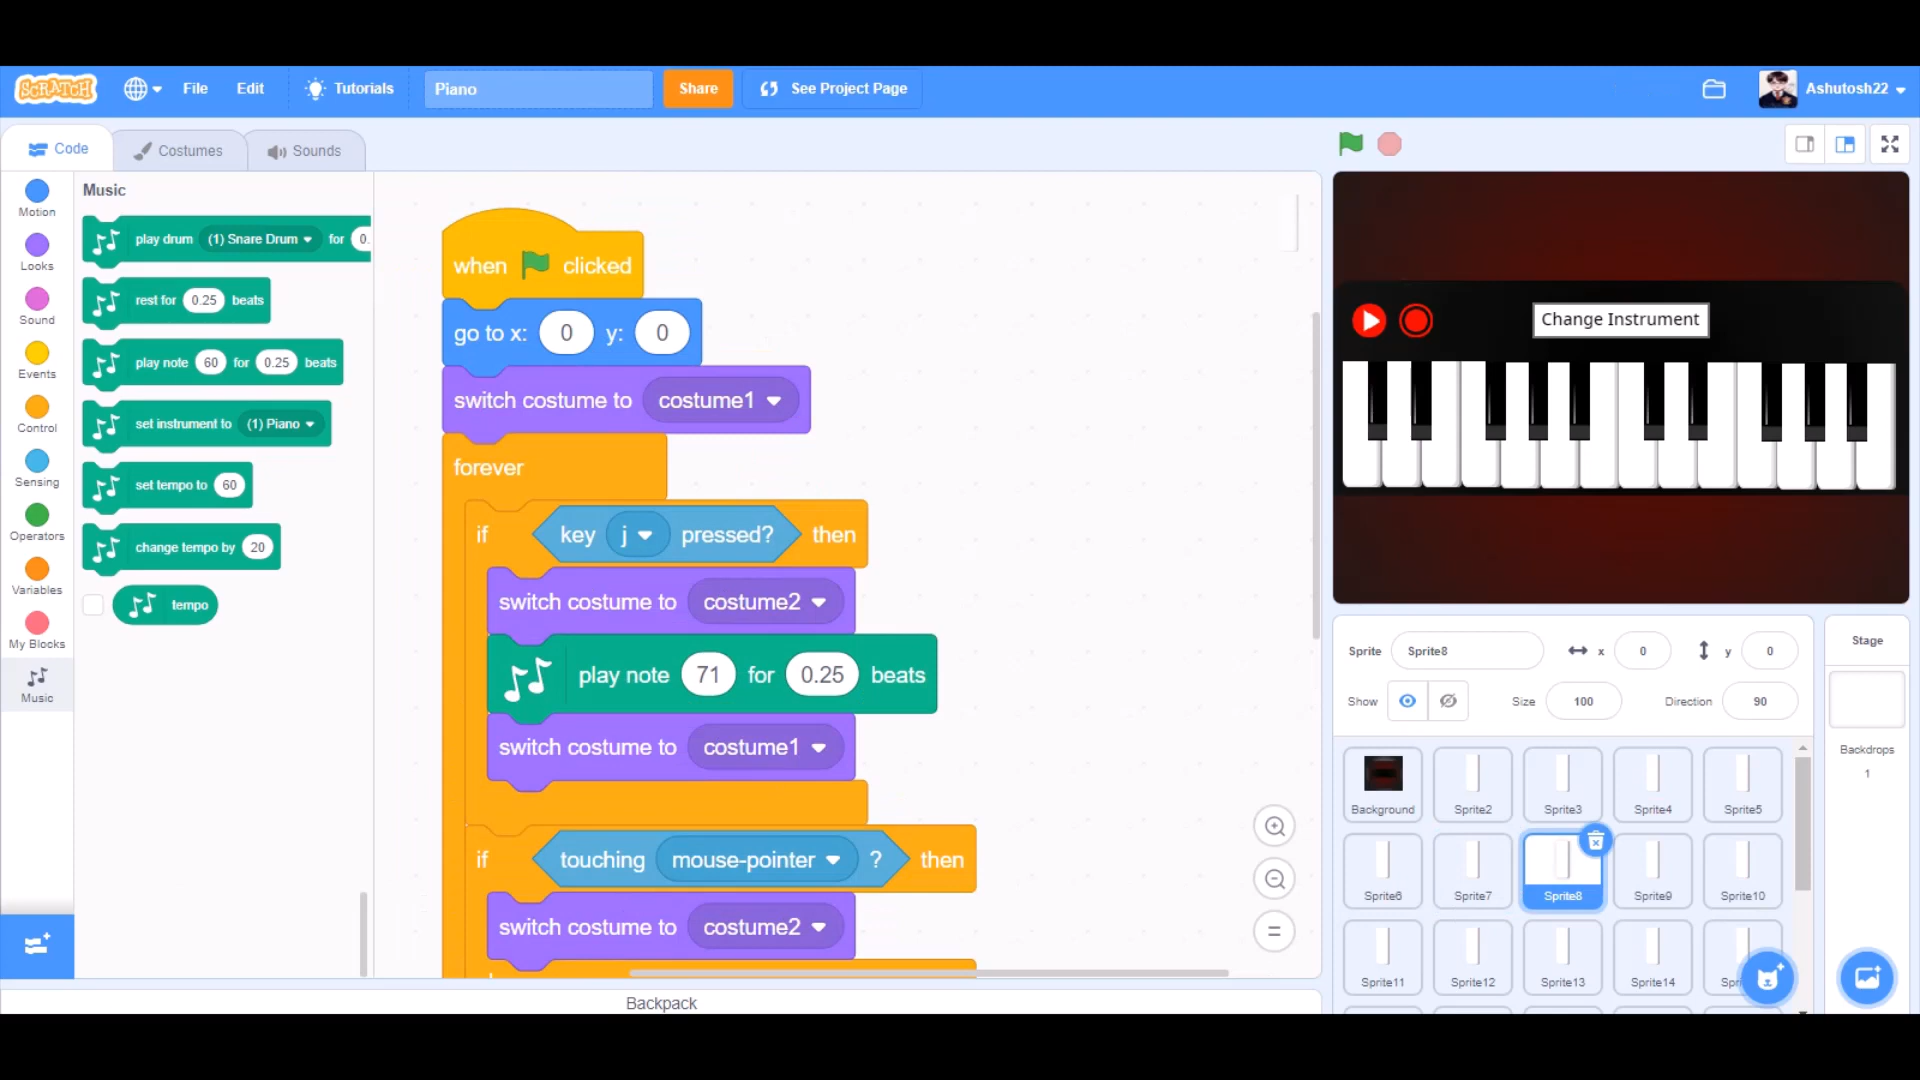 SCRATCH File Edit Tutorials Piano Share See Project Page Ashutosh22
Code Costumes Sounds
Motion
Looks
Sound
Events
Control
Sensing
Operators
Variables
My Blocks
Music
Music
play drum (1) Snare Drum for 0.
rest for 0.25 beats
play note 60 for 0.25 beats
set instrument to (1) Piano
set tempo to 60
change tempo by 20
tempo
when clicked
go to x: 0 y: 0
switch costume to costume1
forever
if key j pressed? then
switch costume to costume2
play note 71 for 0.25 beats
switch costume to costume1
if touching mouse-pointer ? then
switch costume to costume2
Backpack
Change Instrument
Sprite Sprite8 x 0 y 0
Show Size 100 Direction 90
Background Sprite2 Sprite3 Sprite4 Sprite5
Sprite6 Sprite7 Sprite8 Sprite9 Sprite10
Sprite11 Sprite12 Sprite13 Sprite14
Stage
Backdrops
1